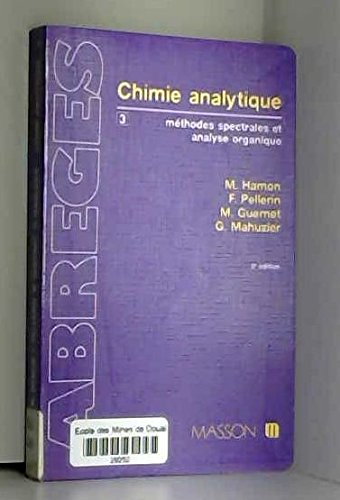 ABREGES
Chimie analytique
3
méthodes spectrales et
analyse organique
M. Hamon
F. Pellerin
M. Guernet
G. Mahuzier
édition
Ecole des Mines de Douai
MASSON